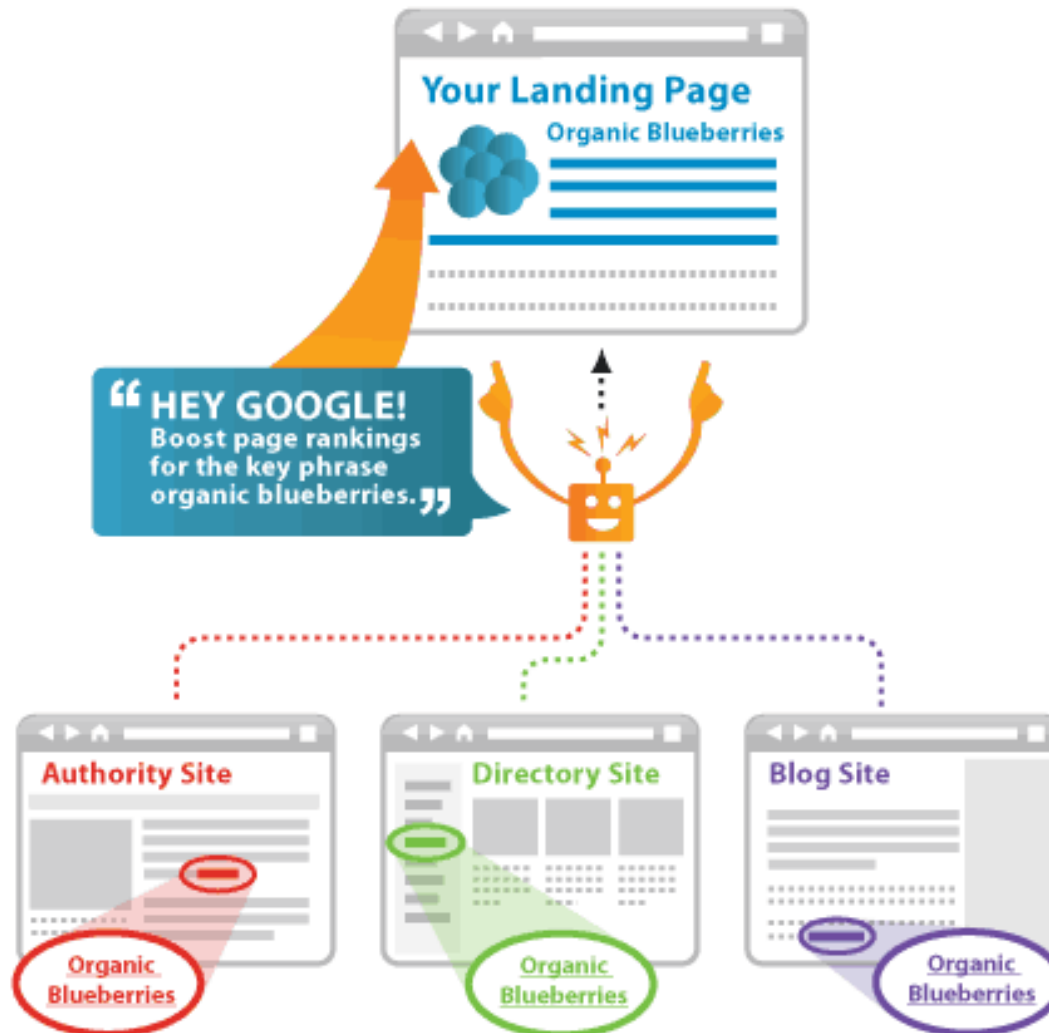 Your Landing Page
Organic Blueberries
“ HEY GOOGLE!
Boost page rankings
for the key phrase
organic blueberries. ”
Authority Site
Directory Site
Blog Site
Organic
Blueberries
Organic
Blueberries
Organic
Blueberries